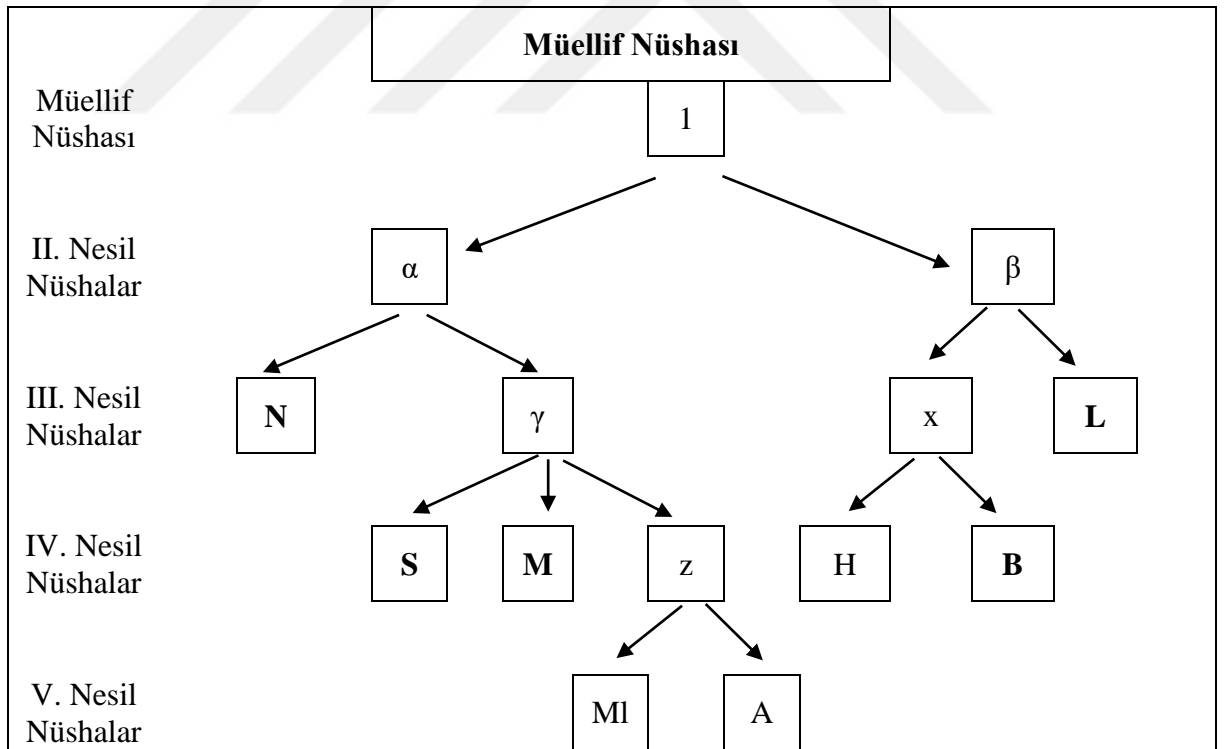 Müellif Nüshası
Müellif
Nüshası
1
II. Nesil
Nüshalar
α
β
III. Nesil
Nüshalar
N
γ
x
L
IV. Nesil
Nüshalar
S
M
z
H
B
V. Nesil
Nüshalar
Ml
A